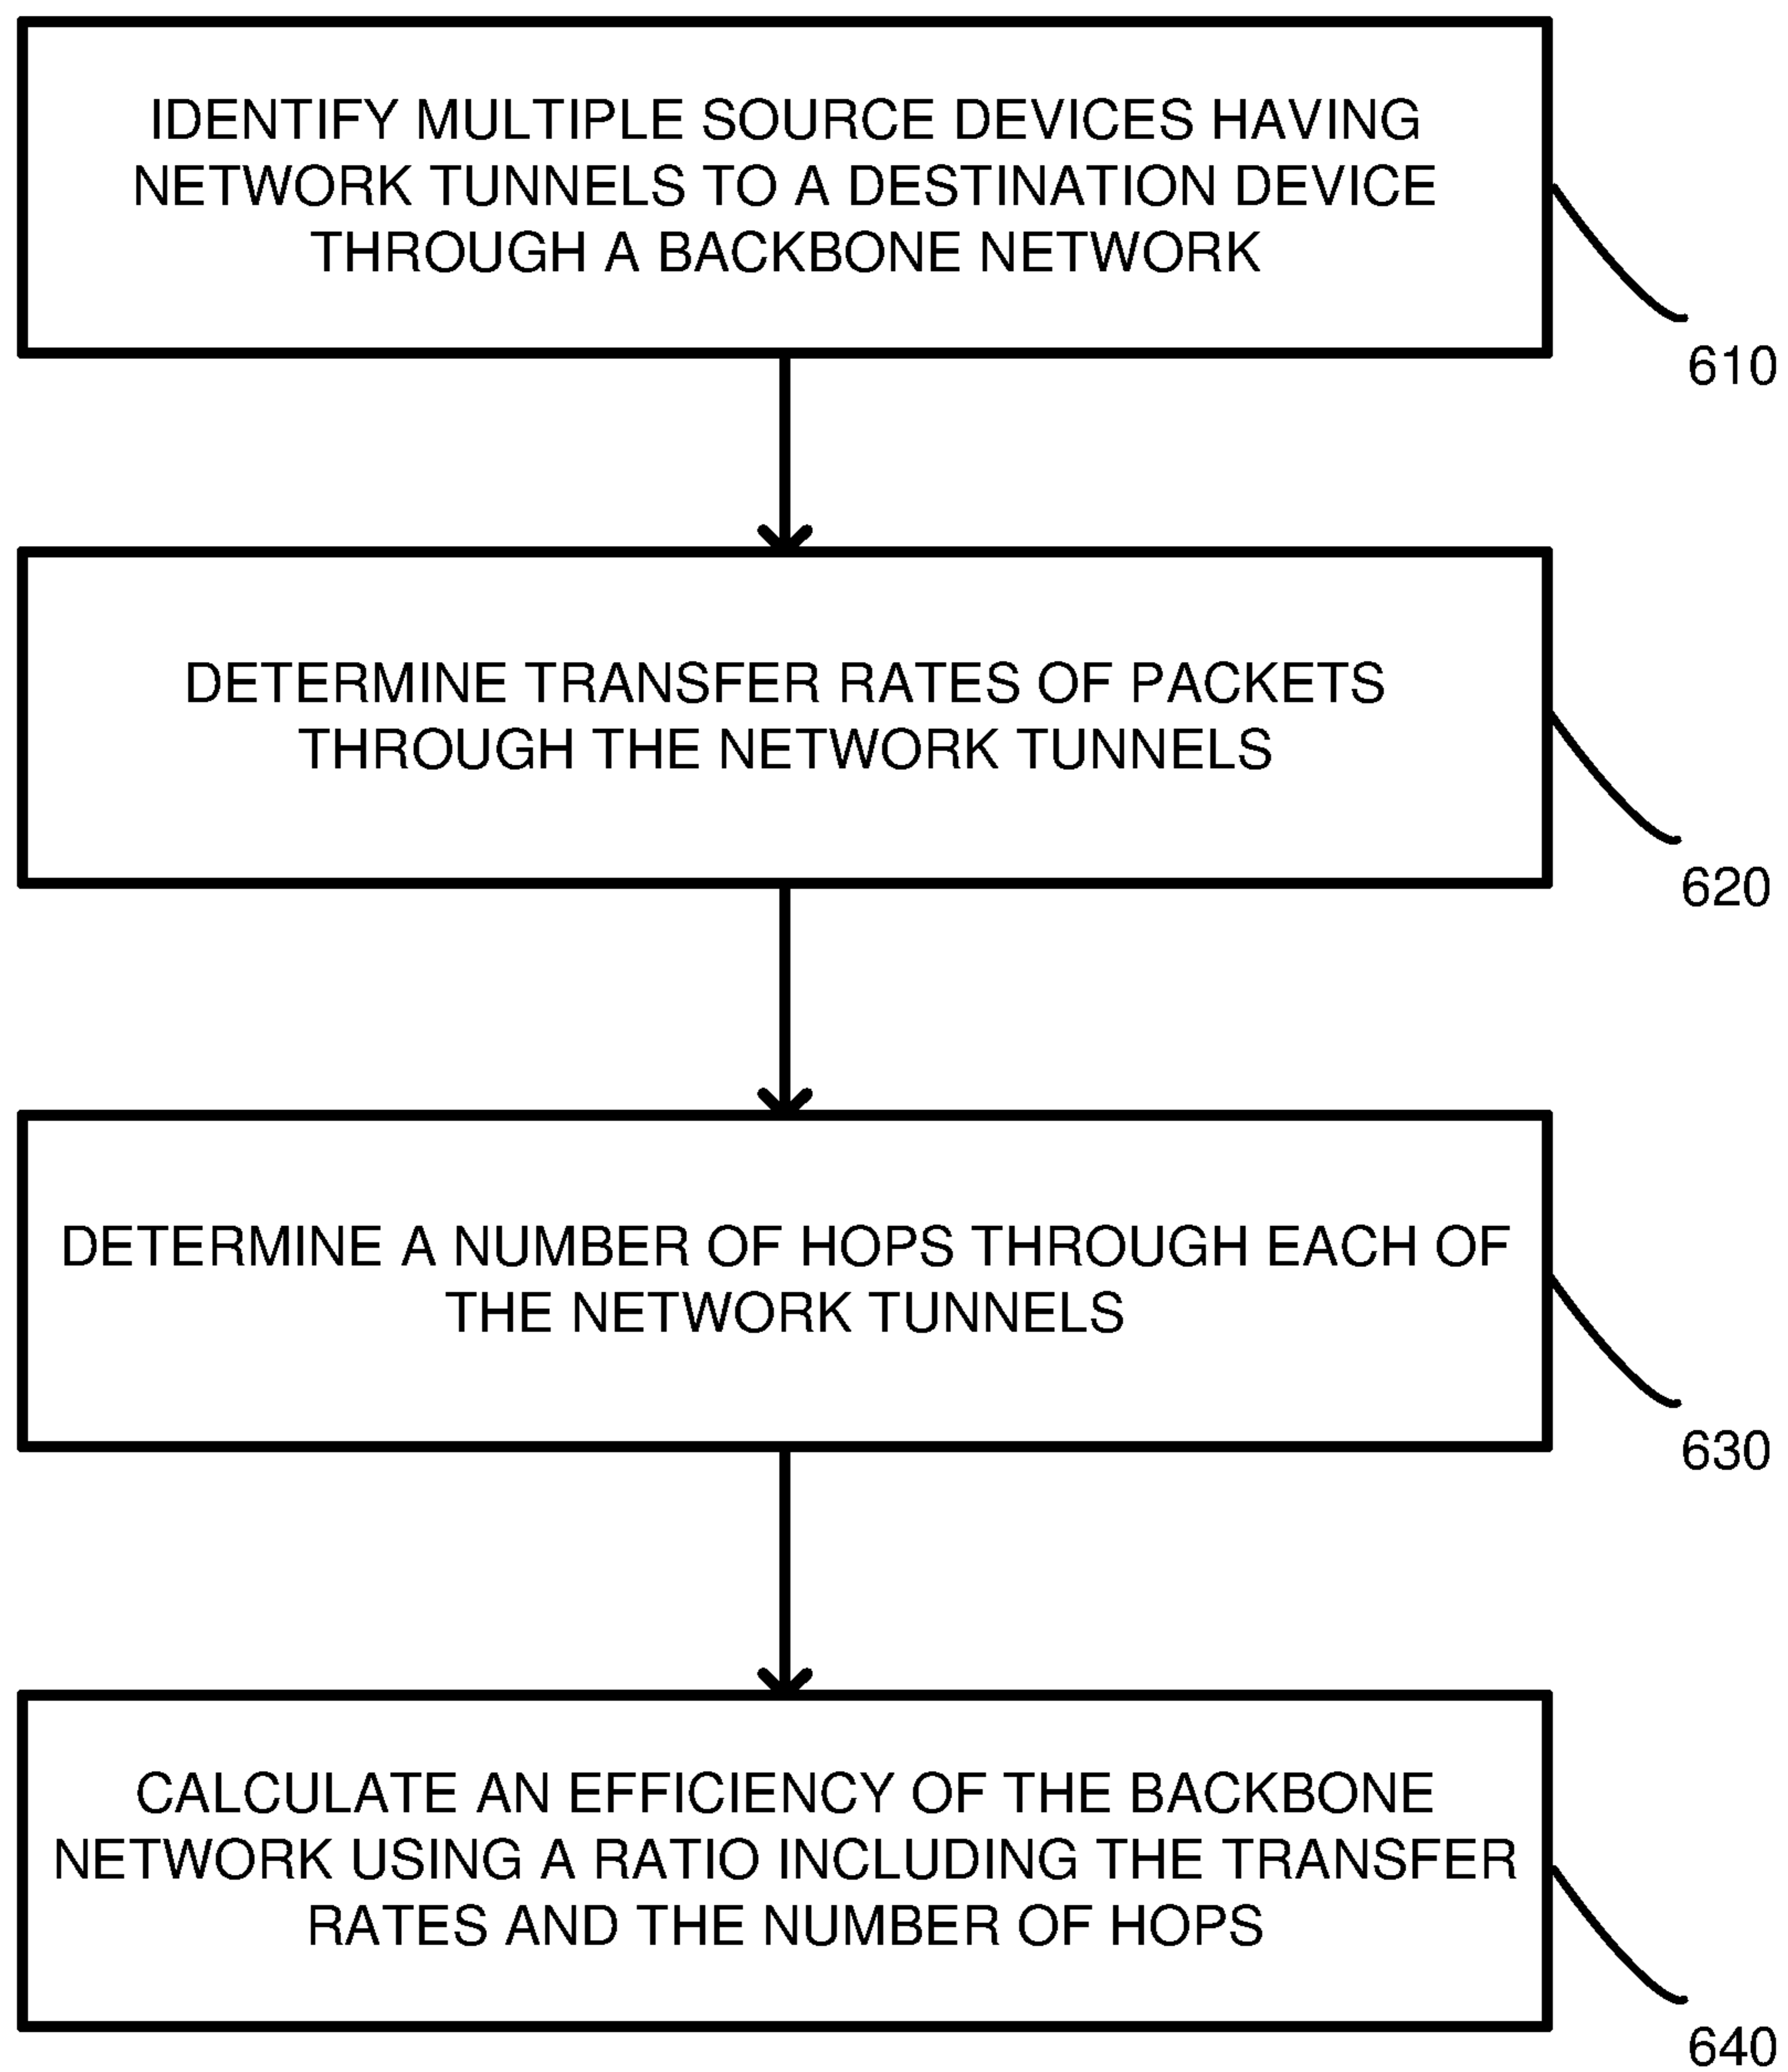 IDENTIFY MULTIPLE SOURCE DEVICES HAVING
NETWORK TUNNELS TO A DESTINATION DEVICE
THROUGH A BACKBONE NETWORK
610
DETERMINE TRANSFER RATES OF PACKETS
THROUGH THE NETWORK TUNNELS
620
DETERMINE A NUMBER OF HOPS THROUGH EACH OF
THE NETWORK TUNNELS
630
CALCULATE AN EFFICIENCY OF THE BACKBONE
NETWORK USING A RATIO INCLUDING THE TRANSFER
RATES AND THE NUMBER OF HOPS
640